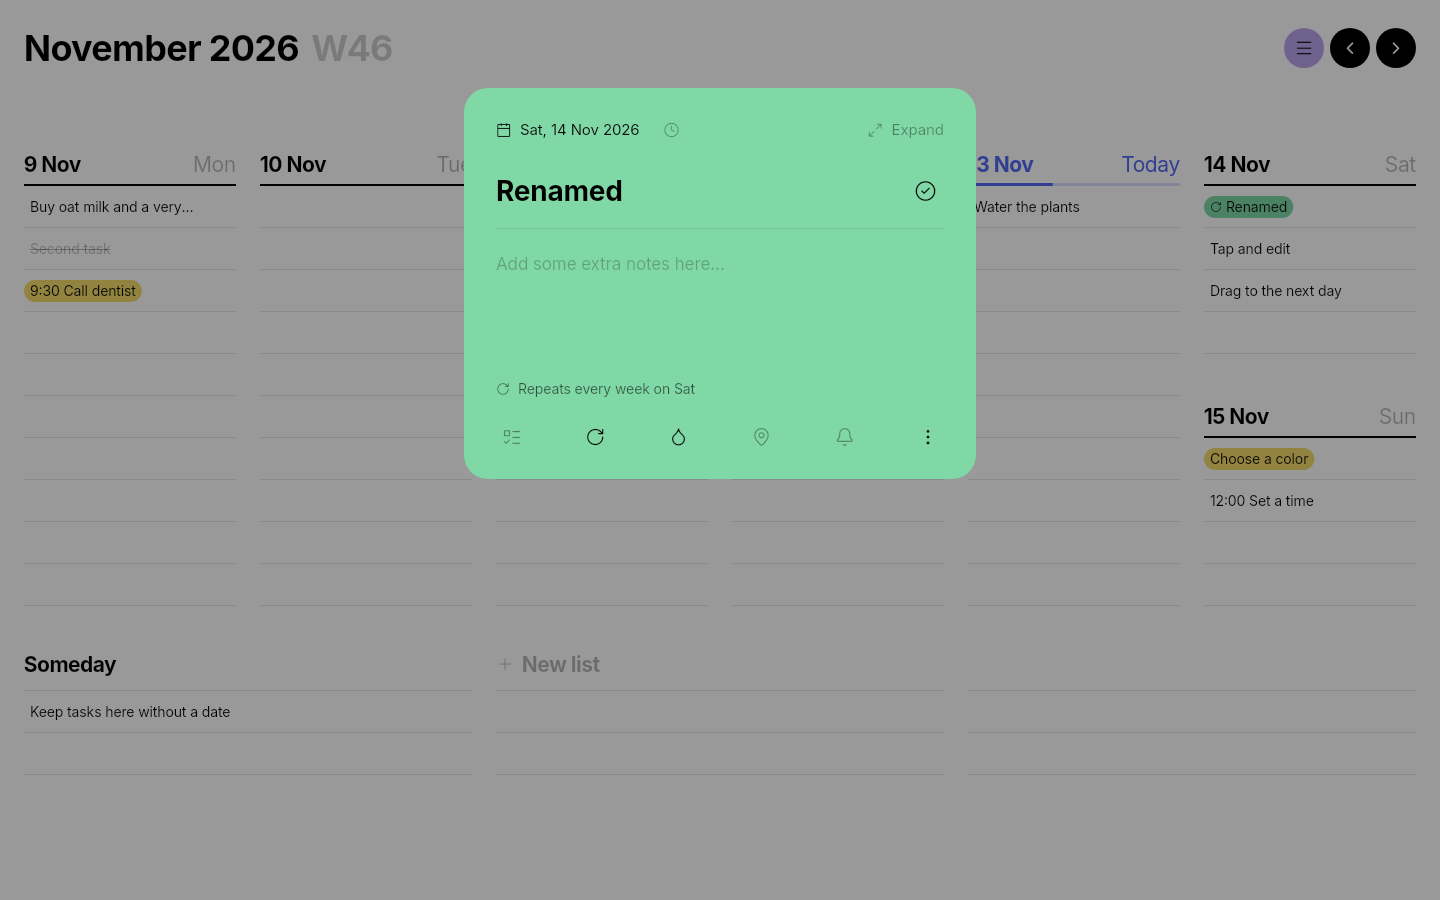 November 2026 W46
Sat, 14 Nov 2026
Expand
Renamed
Add some extra notes here...
Repeats every week on Sat
9 Nov Mon
Buy oat milk and a very...
Second task
9:30 Call dentist
10 Nov Tue
3 Nov Today
Water the plants
14 Nov Sat
Renamed
Tap and edit
Drag to the next day
15 Nov Sun
Choose a color
12:00 Set a time
Someday
Keep tasks here without a date
New list